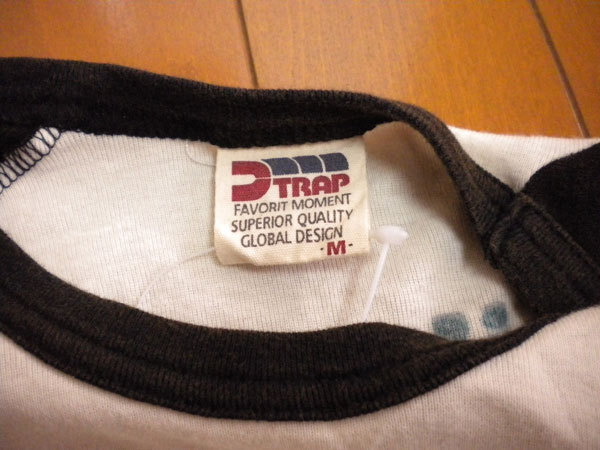 TRAP
FAVORIT MOMENT
SUPERIOR QUALITY
GLOBAL DESIGN
-M-